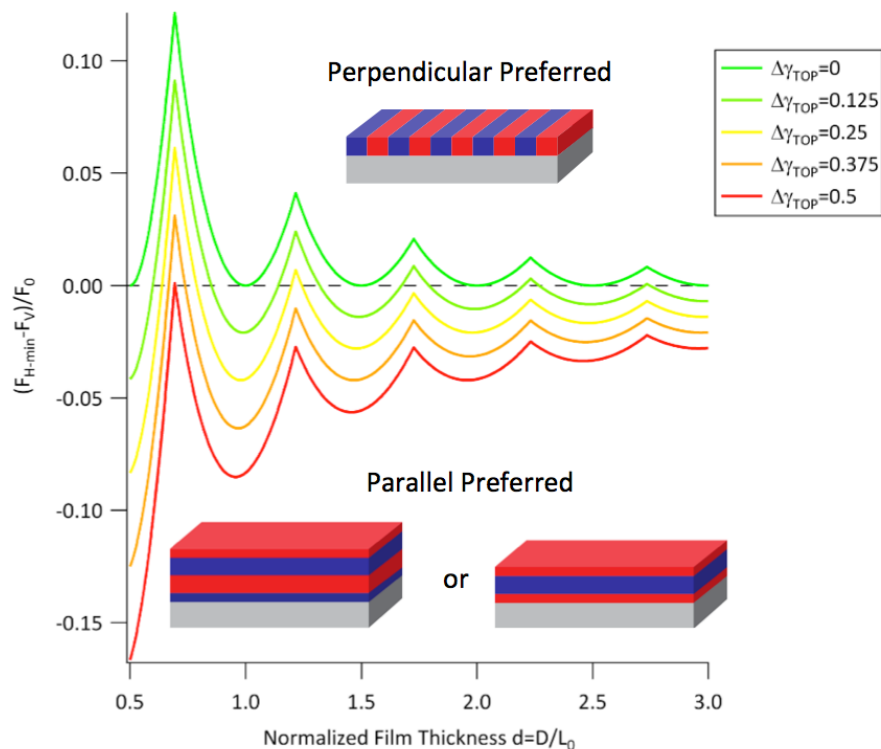 0.10
0.05
0.00
-0.05
-0.10
-0.15
(F_H-min-F_V)/F_0
Perpendicular Preferred
Δγ_TOP=0
Δγ_TOP=0.125
Δγ_TOP=0.25
Δγ_TOP=0.375
Δγ_TOP=0.5
Parallel Preferred
or
0.5 1.0 1.5 2.0 2.5 3.0
Normalized Film Thickness d=D/L_0